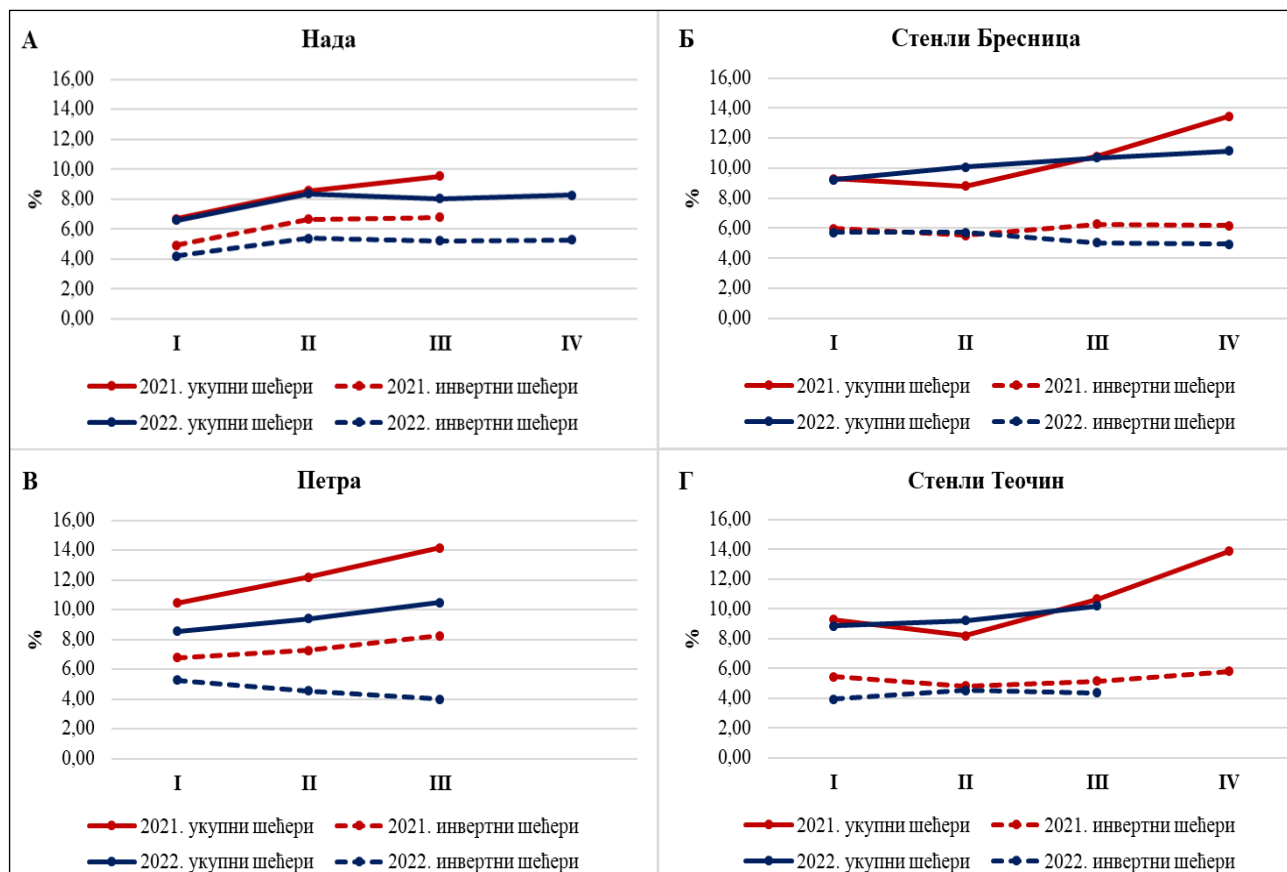 А
Нада
16,00
14,00
12,00
10,00
8,00
6,00
4,00
2,00
0,00
%
I II III IV
2021. укупни шећери 2021. инвертни шећери
2022. укупни шећери 2022. инвертни шећери
Б
Стенли Бресница
16,00
14,00
12,00
10,00
8,00
6,00
4,00
2,00
0,00
%
I II III IV
2021. укупни шећери 2021. инвертни шећери
2022. укупни шећери 2022. инвертни шећери
В
Петра
16,00
14,00
12,00
10,00
8,00
6,00
4,00
2,00
0,00
%
I II III
2021. укупни шећери 2021. инвертни шећери
2022. укупни шећери 2022. инвертни шећери
Г
Стенли Теочин
16,00
14,00
12,00
10,00
8,00
6,00
4,00
2,00
0,00
%
I II III IV
2021. укупни шећери 2021. инвертни шећери
2022. укупни шећери 2022. инвертни шећери